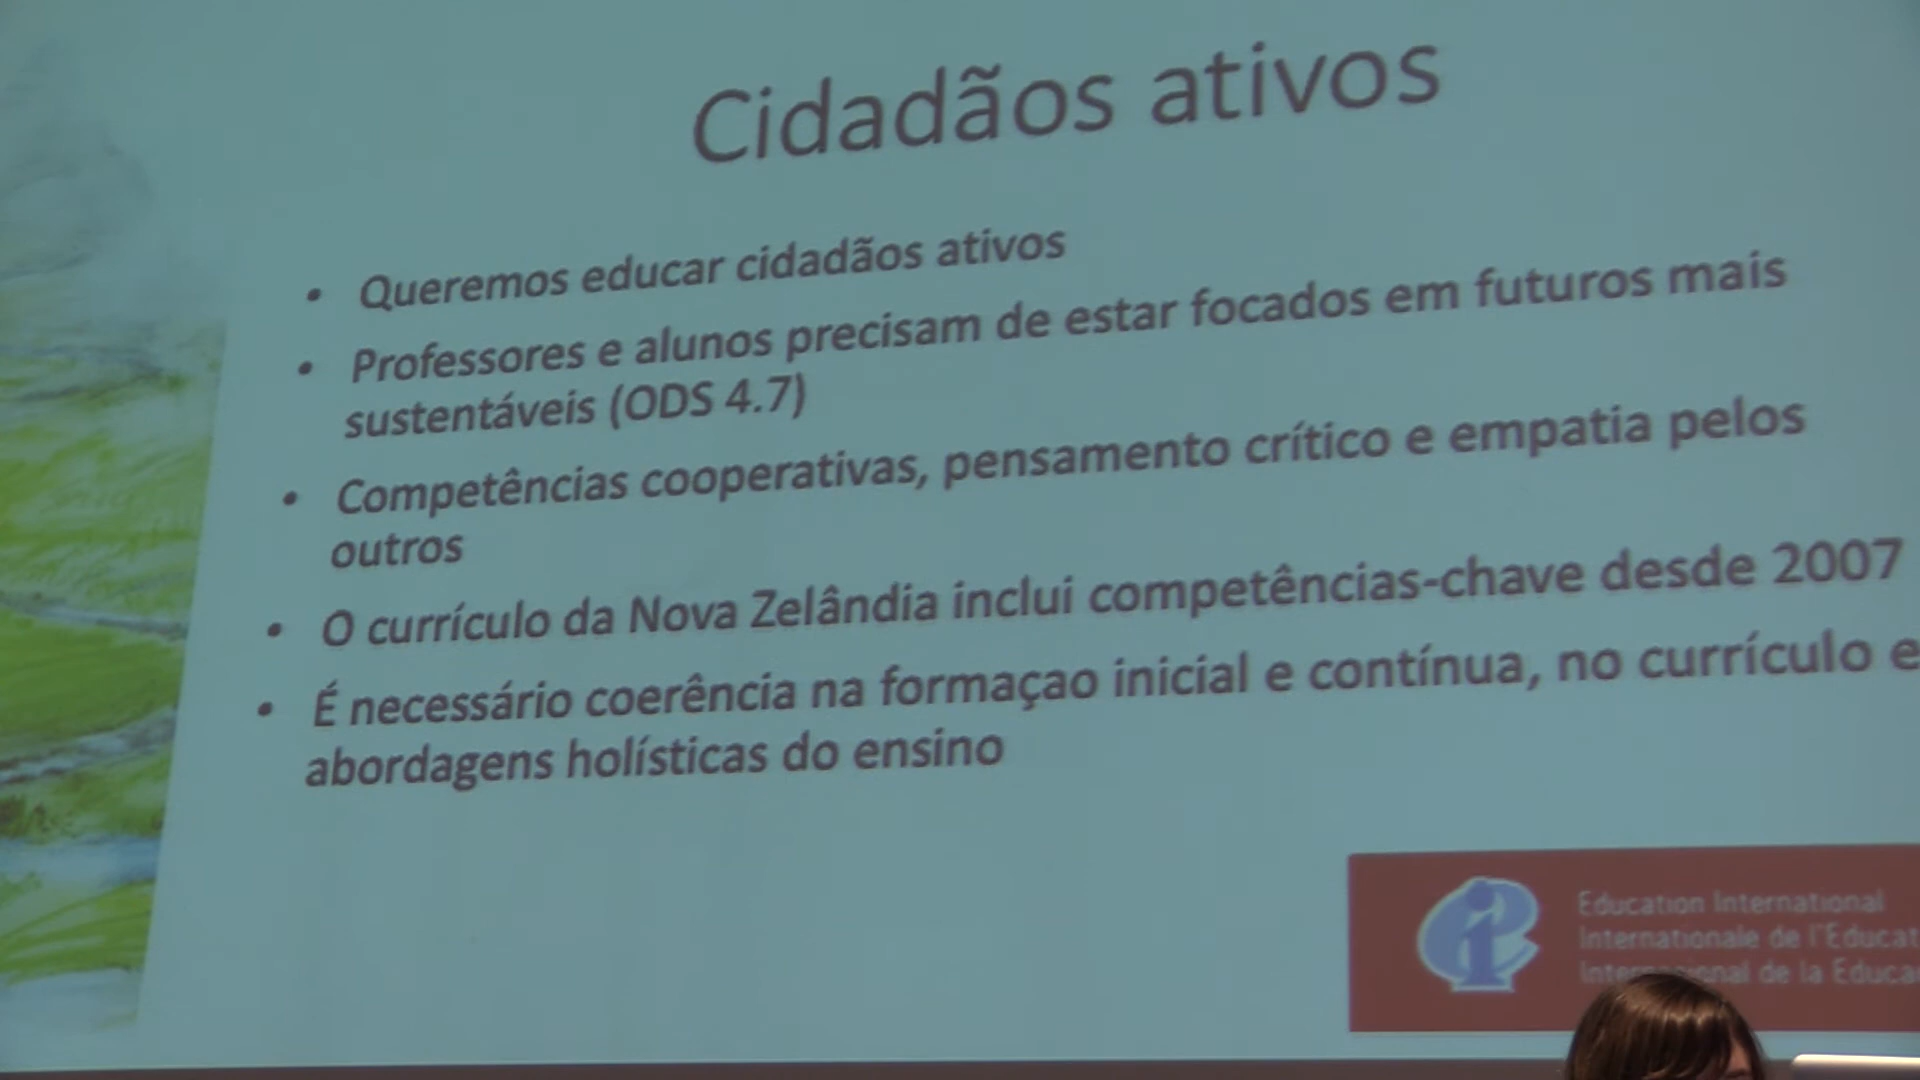 Cidadãos ativos
• Queremos educar cidadãos ativos
• Professores e alunos precisam de estar focados em futuros mais
sustentáveis (ODS 4.7)
• Competências cooperativas, pensamento crítico e empatia pelos
outros
• O currículo da Nova Zelândia inclui competências-chave desde 2007
• É necessário coerência na formaçao inicial e contínua, no currículo e
abordagens holísticas do ensino
Education International
Internationale de l'Educat
de la Educa